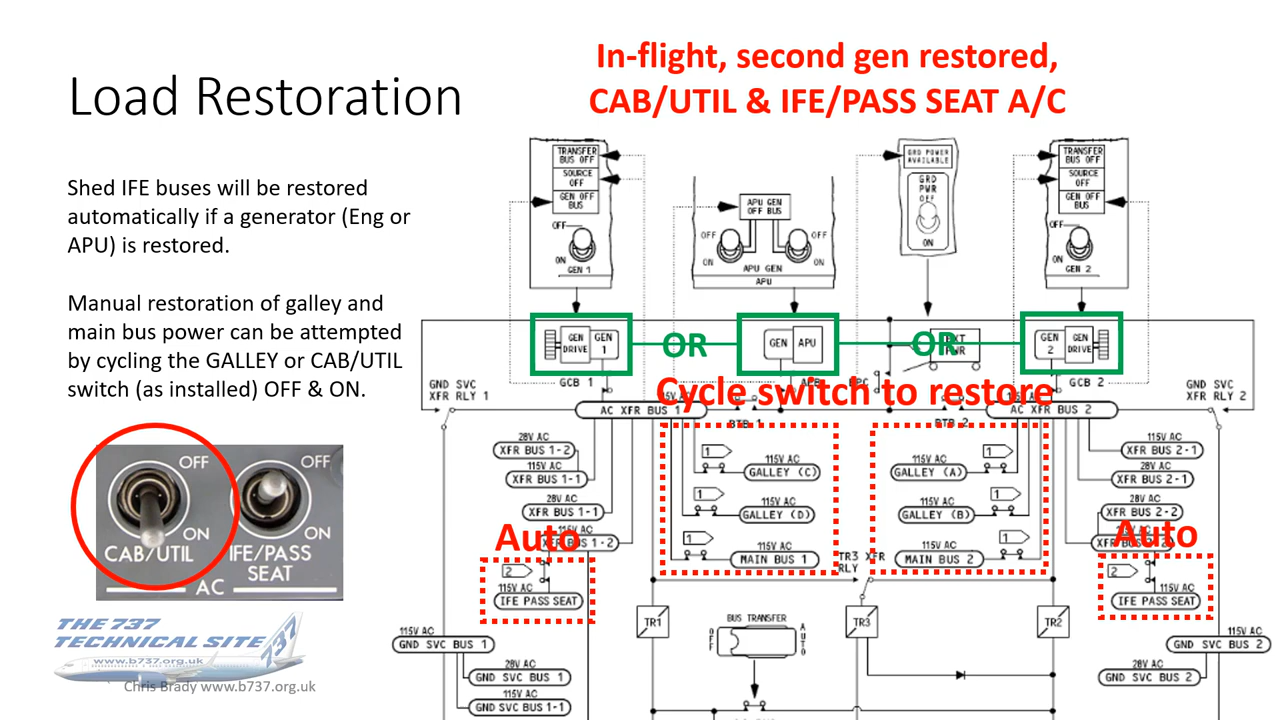 In-flight, second gen restored,
CAB/UTIL & IFE/PASS SEAT A/C
Load Restoration
Shed IFE buses will be restored
automatically if a generator (Eng or
APU) is restored.
Manual restoration of galley and
main bus power can be attempted
by cycling the GALLEY or CAB/UTIL
switch (as installed) OFF & ON.
OFF
ON
CAB/UTIL
OFF
ON
IFE/PASS
SEAT
AC
THE 737
TECHNICAL SITE
737
www.b737.org.uk
Chris Brady www.b737.org.uk
TRANSFER
BUS OFF
SOURCE
OFF
GEN OFF
BUS
OFF
ON
GEN 1
APU GEN
OFF BUS
OFF
ON
OFF
ON
APU GEN
APU
GRD POWER
AVAILABLE
GRD
PWR
OFF
ON
TRANSFER
BUS OFF
SOURCE
OFF
GEN OFF
BUS
OFF
ON
GEN 2
GEN
DRIVE
GEN
1
OR
GEN
APU
OR
EXT
PWR
GEN
2
GEN
DRIVE
GCB 1
GCB 2
GND SVC
XFR RLY 1
GND SVC
XFR RLY 2
Cycle switch to restore
AC XFR BUS 1
AC XFR BUS 2
BTB 1
BTB 2
28V AC
XFR BUS 1-2
115V AC
XFR BUS 1-1
28V AC
XFR BUS 1-1
115V AC
XFR BUS 1-2
Auto
2
115V AC
IFE PASS SEAT
1
115V AC
GALLEY (C)
1
115V AC
GALLEY (D)
1
115V AC
MAIN BUS 1
115V AC
GALLEY (A)
1
115V AC
GALLEY (B)
1
115V AC
MAIN BUS 2
1
115V AC
XFR BUS 2-1
28V AC
XFR BUS 2-1
28V AC
XFR BUS 2-2
115V AC
Auto
2
115V AC
IFE PASS SEAT
TR3 XFR
RLY
TR1
TR3
TR2
BUS TRANSFER
OFF
AUTO
115V AC
GND SVC BUS 1
28V AC
GND SVC BUS 1
115V AC
GND SVC BUS 1-1
115V AC
GND SVC BUS 2
28V AC
GND SVC BUS 2